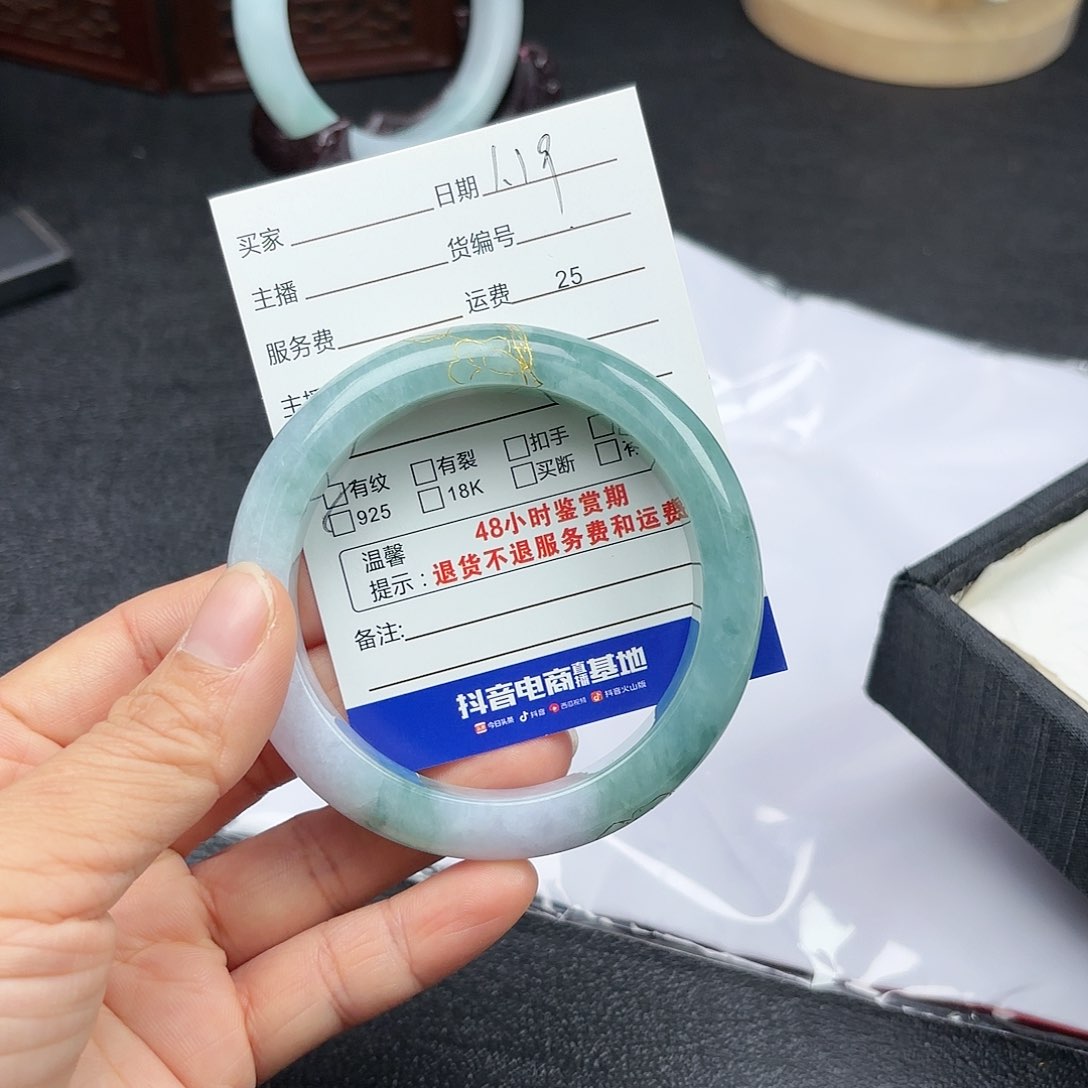 买家 日期 6.19
主播 货编号
服务费 运费 25
主播
有纹 有裂 扣手
925 18K 买断
温馨提示: 48小时鉴赏期
退货不退服务费和运费
备注:
抖音电商直播基地
今日头条 抖音 西瓜视频 抖音火山版